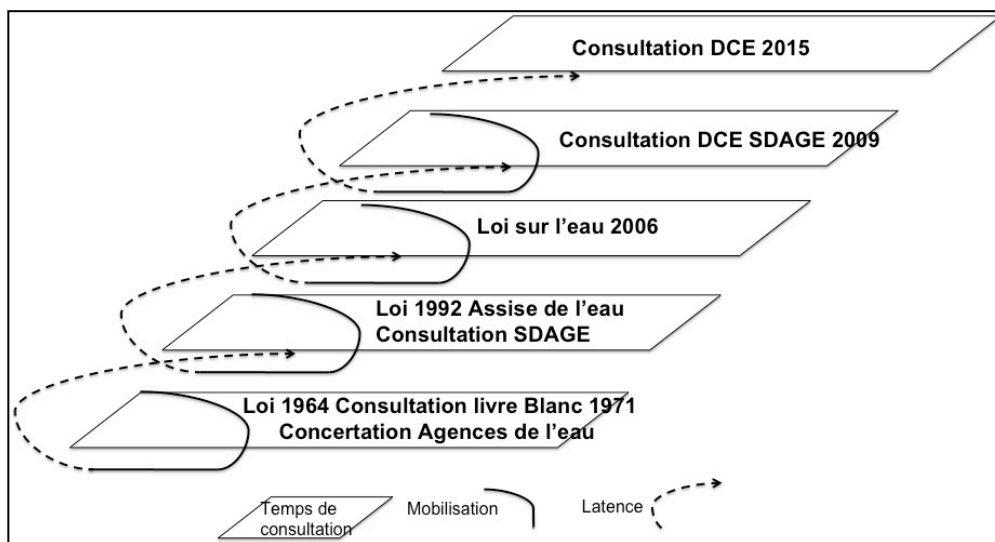 Consultation DCE 2015
Consultation DCE SDAGE 2009
Loi sur l'eau 2006
Loi 1992 Assise de l'eau
Consultation SDAGE
Loi 1964 Consultation livre Blanc 1971
Concertation Agences de l'eau
Temps de
consultation
Mobilisation
Latence